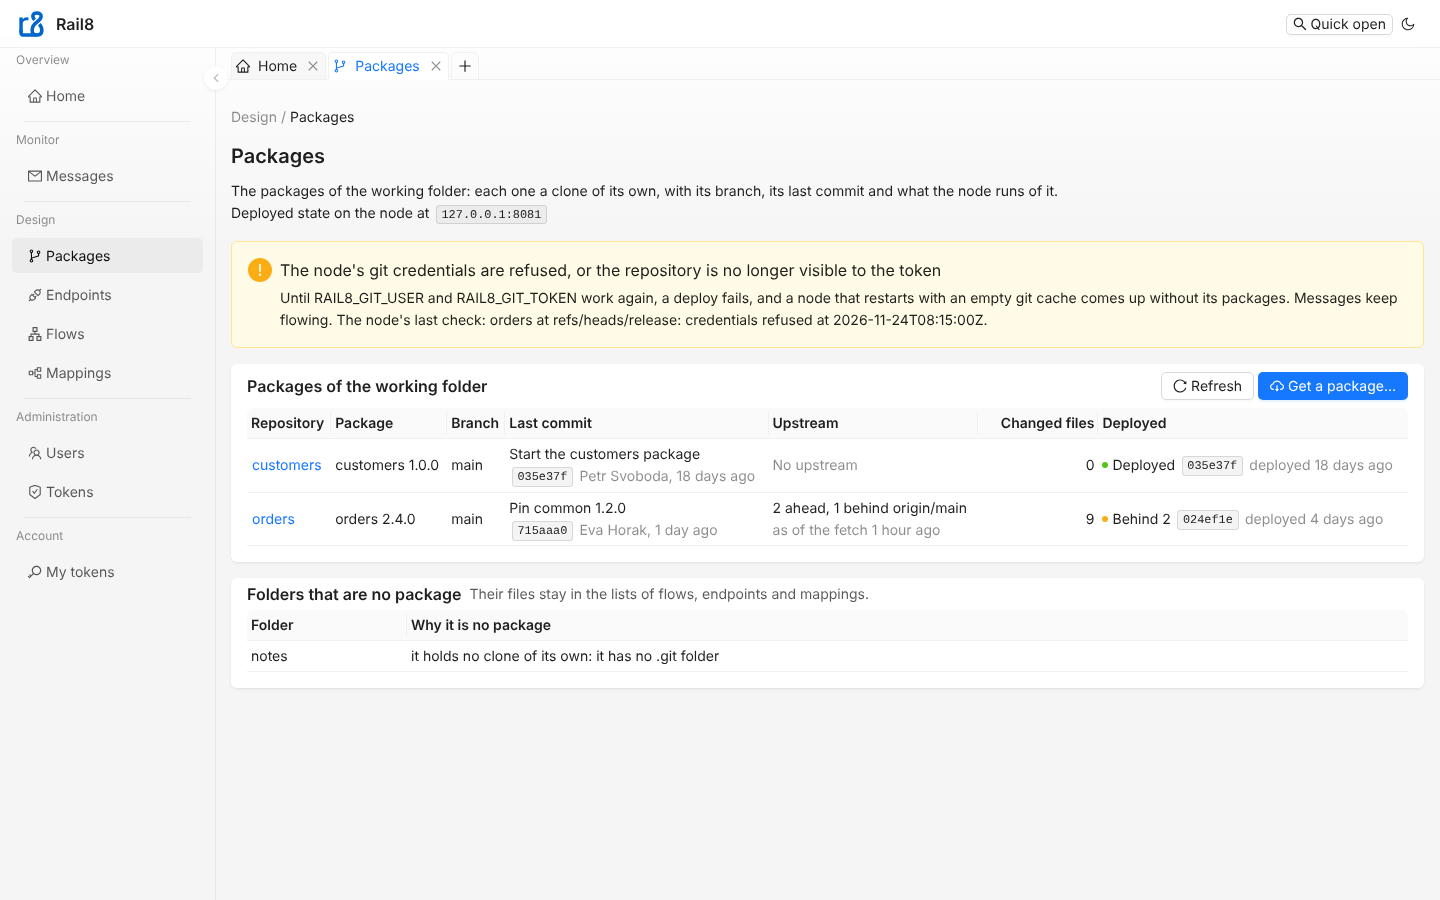 r8 Rail8
Quick open
Overview
Home
Monitor
Messages
Design
Packages
Endpoints
Flows
Mappings
Administration
Users
Tokens
Account
My tokens
Home
Packages
Design / Packages
Packages
The packages of the working folder: each one a clone of its own, with its branch, its last commit and what the node runs of it.
Deployed state on the node at 127.0.0.1:8081
The node's git credentials are refused, or the repository is no longer visible to the token
Until RAIL8_GIT_USER and RAIL8_GIT_TOKEN work again, a deploy fails, and a node that restarts with an empty git cache comes up without its packages. Messages keep
flowing. The node's last check: orders at refs/heads/release: credentials refused at 2026-11-24T08:15:00Z.
Packages of the working folder
Refresh
Get a package...
Repository Package Branch Last commit Upstream Changed files Deployed
customers customers 1.0.0 main Start the customers package
035e37f Petr Svoboda, 18 days ago
No upstream
0 Deployed 035e37f deployed 18 days ago
orders orders 2.4.0 main Pin common 1.2.0
715aaa0 Eva Horak, 1 day ago
2 ahead, 1 behind origin/main
as of the fetch 1 hour ago
9 Behind 2 024ef1e deployed 4 days ago
Folders that are no package Their files stay in the lists of flows, endpoints and mappings.
Folder Why it is no package
notes it holds no clone of its own: it has no .git folder